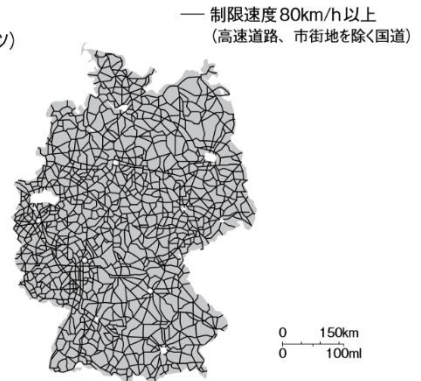 ツ)
— 制限速度80km/h以上
(高速道路、市街地を除く国道)
0 150km
0 100ml